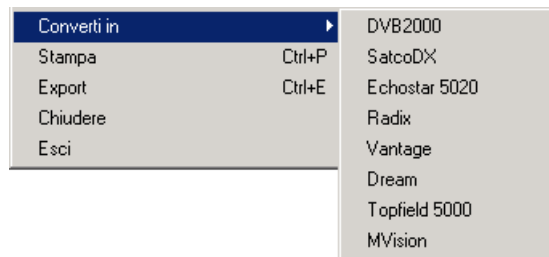 Converti in
Stampa Ctrl+P
Export Ctrl+E
Chiudere
Esci
DVB2000
SatcoDX
Echostar 5020
Radix
Vantage
Dream
Topfield 5000
MVision